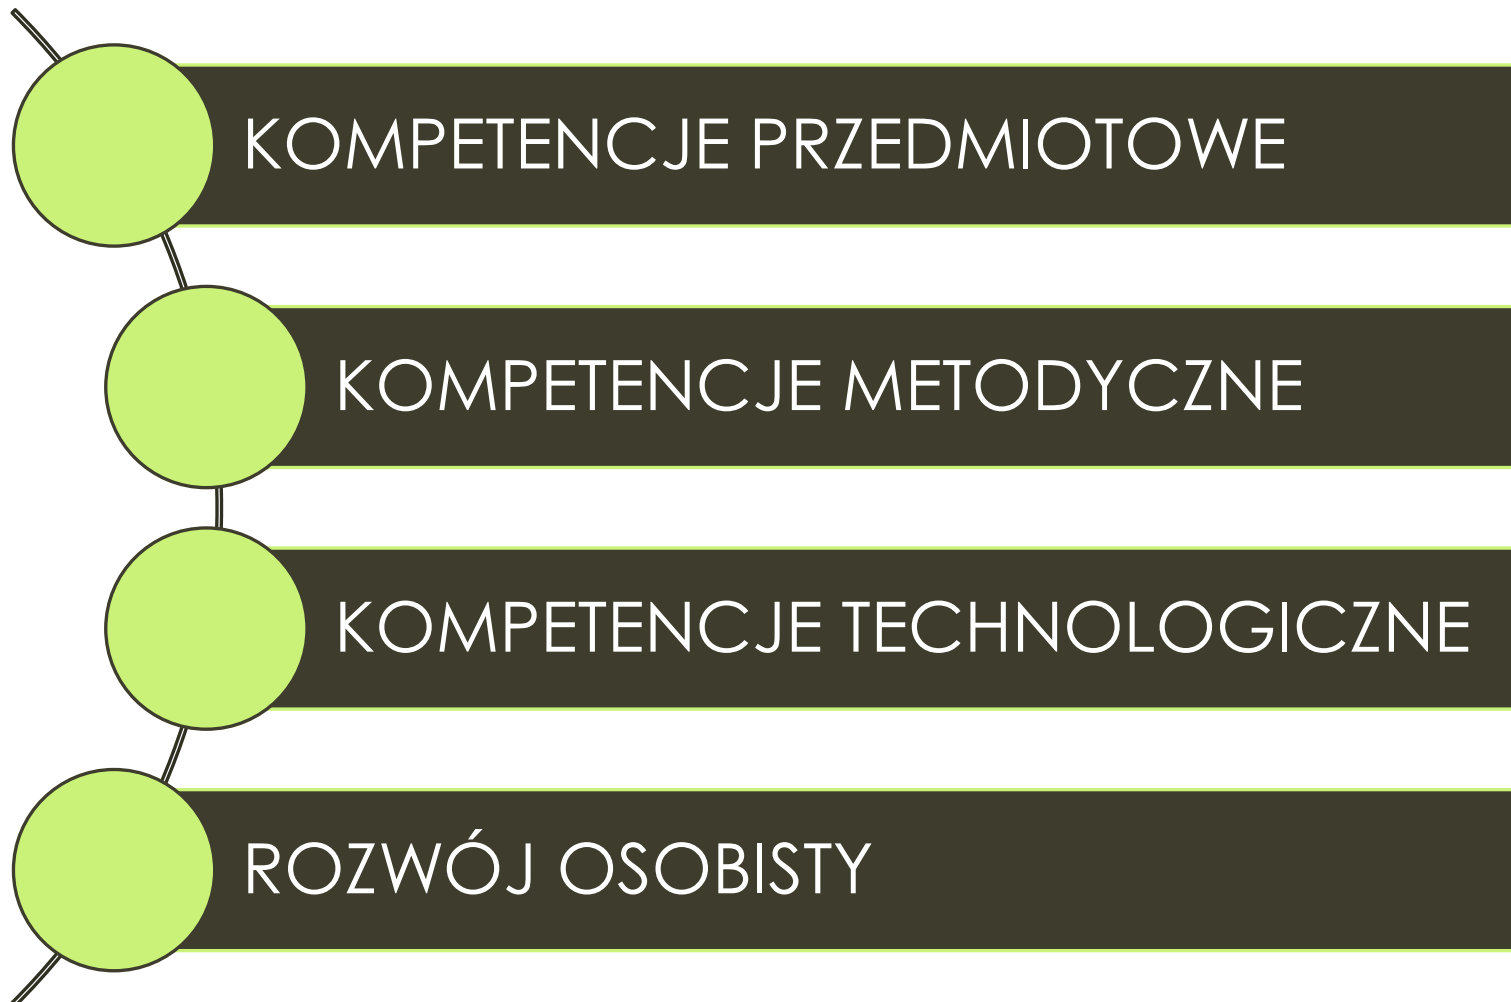 KOMPETENCJE PRZEDMIOTOWE
KOMPETENCJE METODYCZNE
KOMPETENCJE TECHNOLOGICZNE
ROZWÓJ OSOBISTY